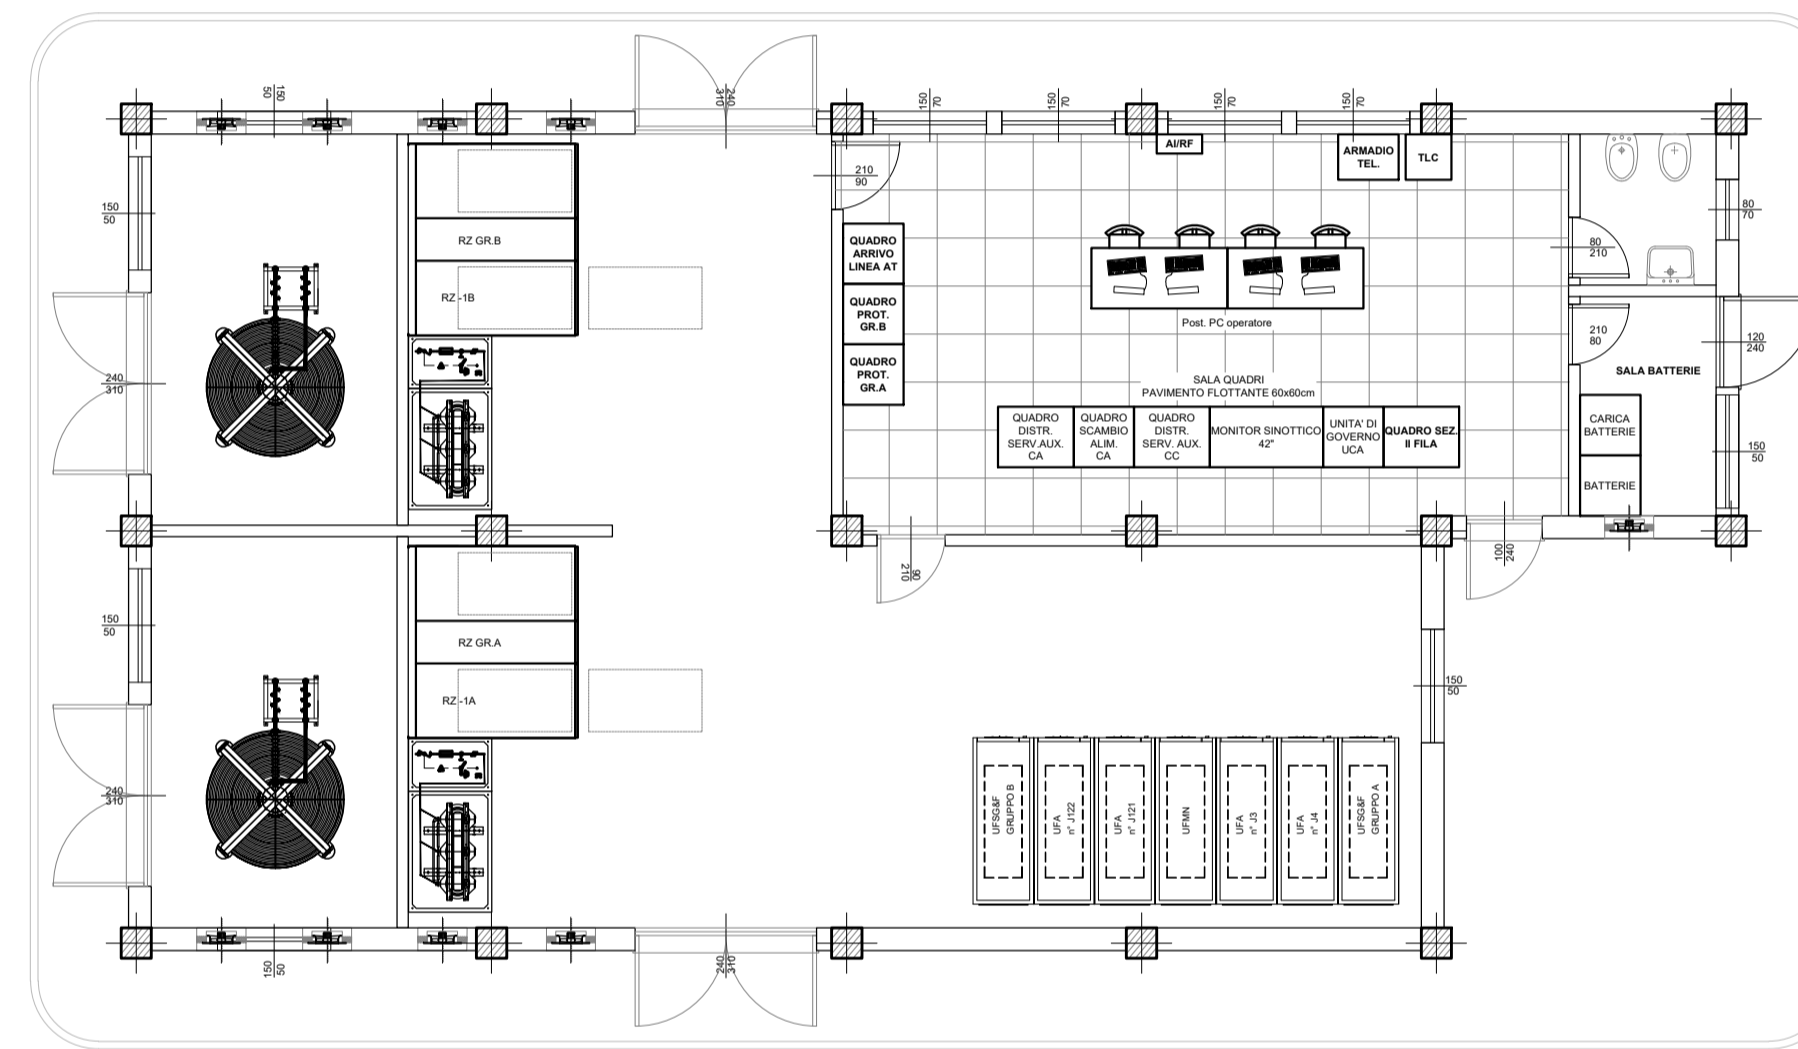 150
50
240
310
150
70
150
70
150
70
150
70
AI/RF
ARMADIO
TEL.
TLC
210
90
150
50
80
70
RZ GR.B
RZ -1B
QUADRO
ARRIVO
LINEA AT
QUADRO
PROT.
GR.B
QUADRO
PROT.
GR.A
80
210
Post. PC operatore
210
80
120
240
240
310
SALA BATTERIE
SALA QUADRI
PAVIMENTO FLOTTANTE 60x60cm
QUADRO
DISTR.
SERV.AUX.
CA
QUADRO
SCAMBIO
ALIM.
CA
QUADRO
DISTR.
SERV. AUX.
CC
MONITOR SINOTTICO
42"
UNITA' DI
GOVERNO
UCA
QUADRO SEZ.
II FILA
CARICA
BATTERIE
BATTERIE
150
50
90
210
100
240
150
50
RZ GR.A
RZ -1A
150
50
240
310
UFSG&F
GRUPPO B
UFA
n° J122
UFA
n° J121
UFMN
UFA
n° J3
UFA
n° J4
UFSG&F
GRUPPO A
150
50
240
310